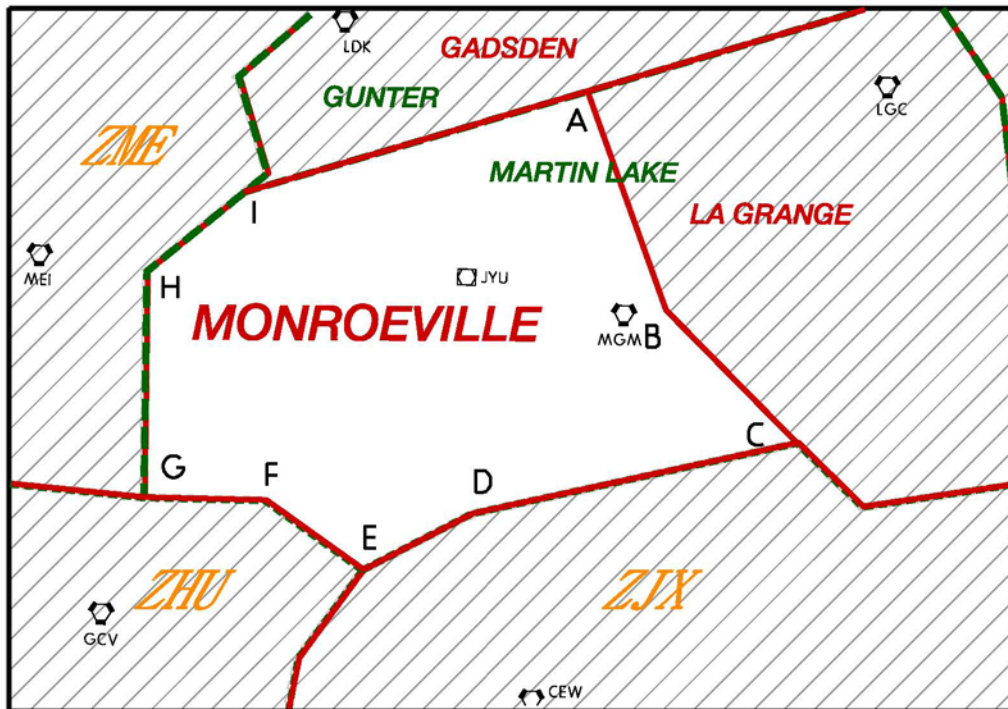 LDK
GADSDEN
GUNTER
LGC
A
ZME
MARTIN LAKE
I
LA GRANGE
MEI
H
JYU
MONROEVILLE
MGM
B
C
G
F
D
E
ZHU
ZJX
GCV
CEW